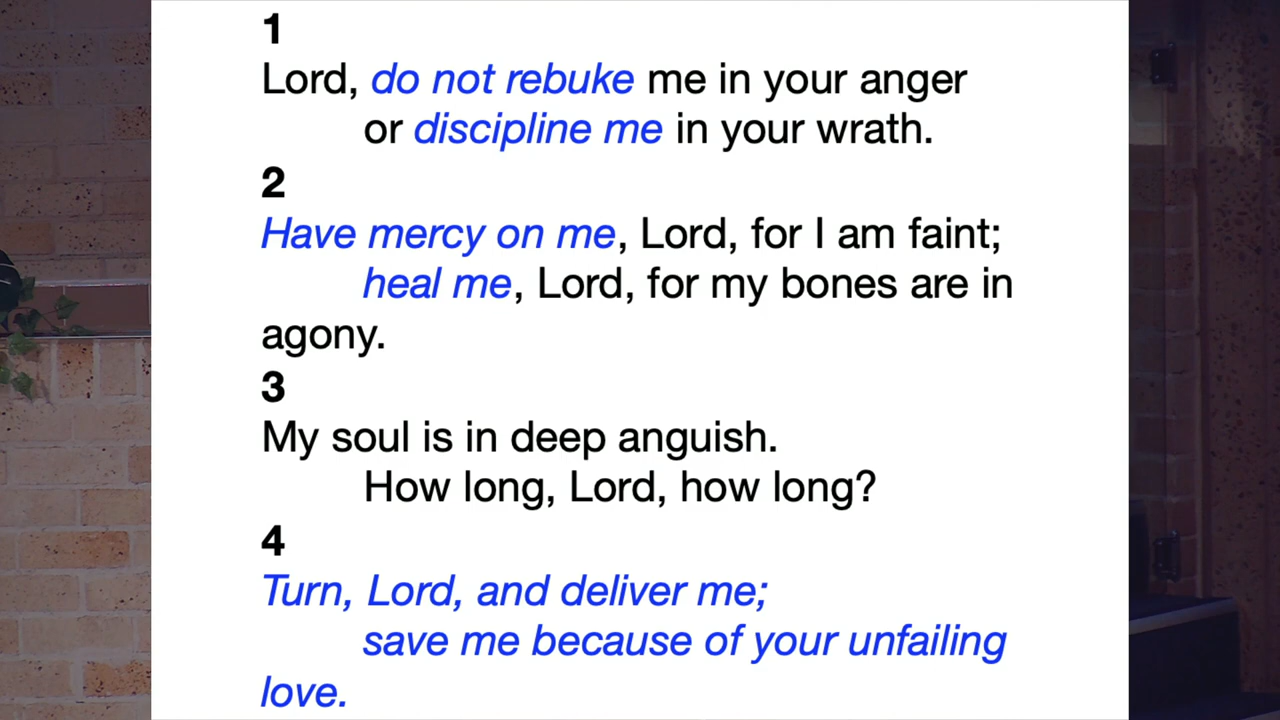 1
Lord, do not rebuke me in your anger
or discipline me in your wrath.
2
Have mercy on me, Lord, for I am faint;
heal me, Lord, for my bones are in
agony.
3
My soul is in deep anguish.
How long, Lord, how long?
4
Turn, Lord, and deliver me;
save me because of your unfailing
love.